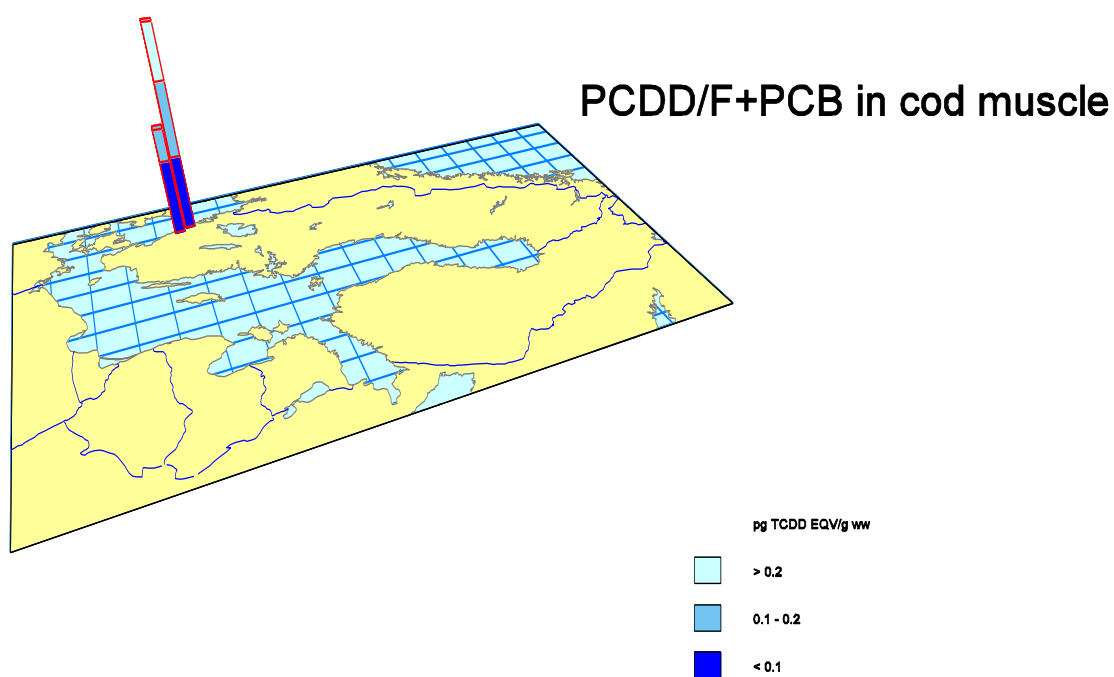 PCDD/F+PCB in cod muscle
pg TCDD EQV/g ww
> 0.2
0.1 - 0.2
< 0.1